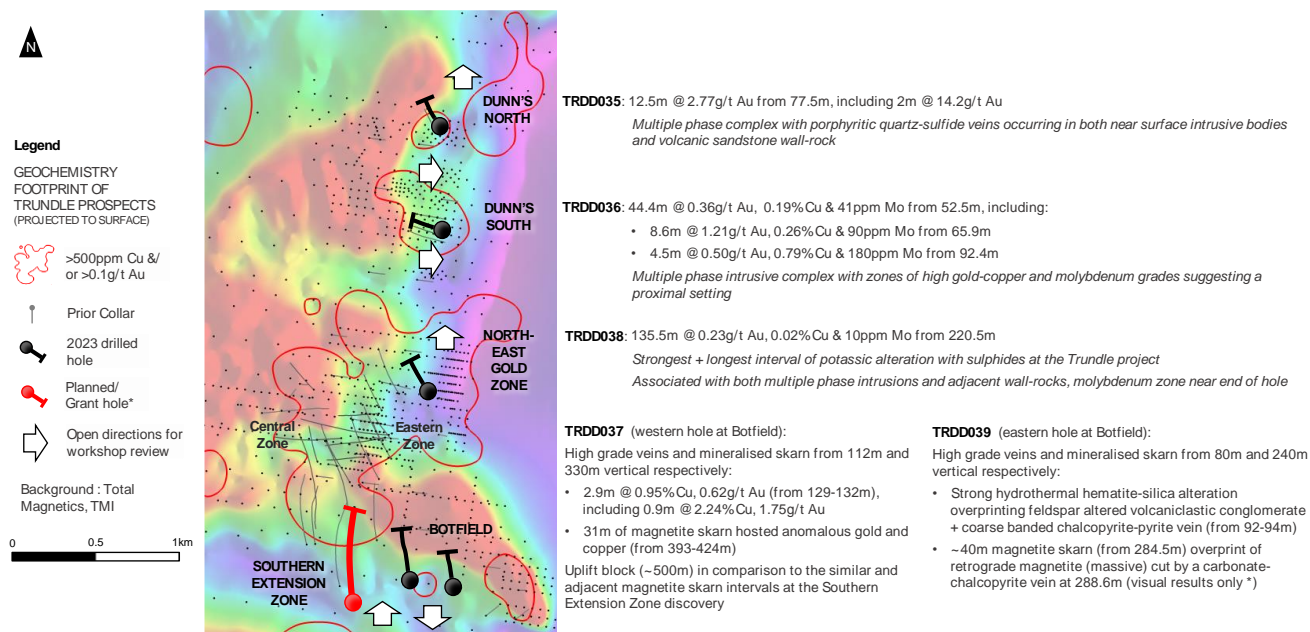 N
Legend
GEOCHEMISTRY
FOOTPRINT OF
TRUNDLE PROSPECTS
(PROJECTED TO SURFACE)
>500ppm Cu &/
or >0.1g/t Au
Prior Collar
2023 drilled
hole
Planned/
Grant hole*
Open directions for
workshop review
Background : Total
Magnetics, TMI
0 0.5 1km
DUNN'S
NORTH
DUNN'S
SOUTH
NORTH-
EAST
GOLD
ZONE
Central
Zone
Eastern
Zone
BOTFIELD
SOUTHERN
EXTENSION
ZONE
TRDD035: 12.5m @ 2.77g/t Au from 77.5m, including 2m @ 14.2g/t Au
Multiple phase complex with porphyritic quartz-sulfide veins occurring in both near surface intrusive bodies
and volcanic sandstone wall-rock
TRDD036: 44.4m @ 0.36g/t Au, 0.19%Cu & 41ppm Mo from 52.5m, including:
• 8.6m @ 1.21g/t Au, 0.26%Cu & 90ppm Mo from 65.9m
• 4.5m @ 0.50g/t Au, 0.79%Cu & 180ppm Mo from 92.4m
Multiple phase intrusive complex with zones of high gold-copper and molybdenum grades suggesting a
proximal setting
TRDD038: 135.5m @ 0.23g/t Au, 0.02%Cu & 10ppm Mo from 220.5m
Strongest + longest interval of potassic alteration with sulphides at the Trundle project
Associated with both multiple phase intrusions and adjacent wall-rocks, molybdenum zone near end of hole
TRDD037 (western hole at Botfield):
High grade veins and mineralised skarn from 112m and
330m vertical respectively:
• 2.9m @ 0.95%Cu, 0.62g/t Au (from 129-132m),
including 0.9m @ 2.24%Cu, 1.75g/t Au
• 31m of magnetite skarn hosted anomalous gold and
copper (from 393-424m)
Uplift block (~500m) in comparison to the similar and
adjacent magnetite skarn intervals at the Southern
Extension Zone discovery
TRDD039 (eastern hole at Botfield):
High grade veins and mineralised skarn from 80m and 240m
vertical respectively:
• Strong hydrothermal hematite-silica alteration
overprinting feldspar altered volcaniclastic conglomerate
+ coarse banded chalcopyrite-pyrite vein (from 92-94m)
• ~40m magnetite skarn (from 284.5m) overprint of
retrograde magnetite (massive) cut by a carbonate-
chalcopyrite vein at 288.6m (visual results only *)